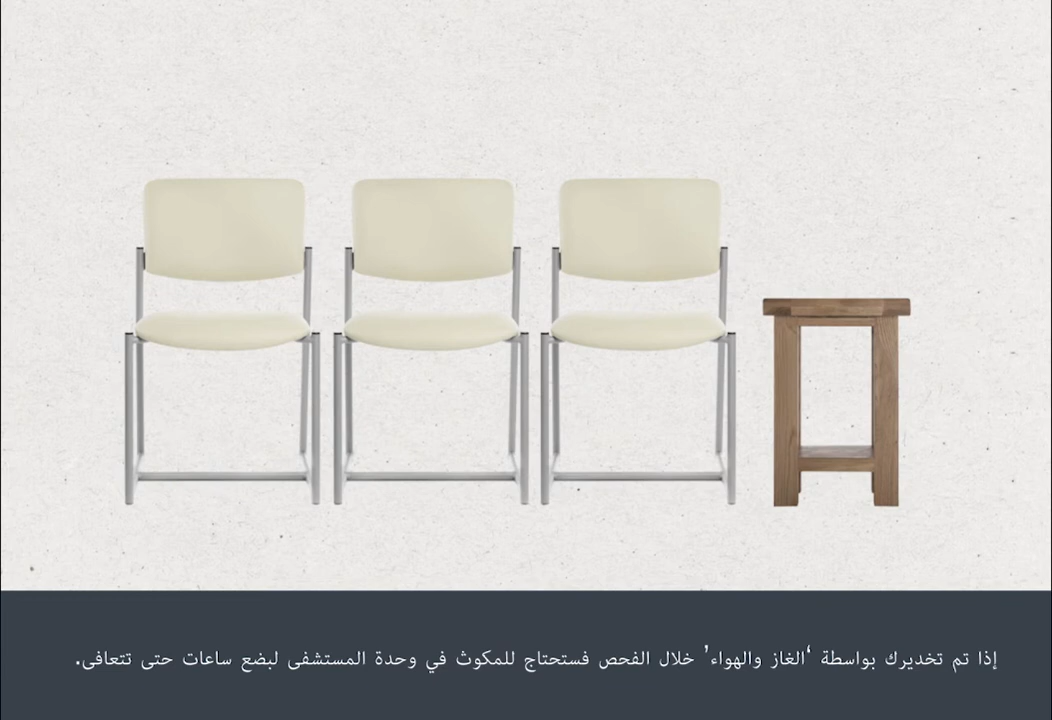 إذا تم تخديرك بواسطة ‘الغاز والهواء’ خلال الفحص فستحتاج للمكوث في وحدة المستشفى لبضع ساعات حتى تتعافى.